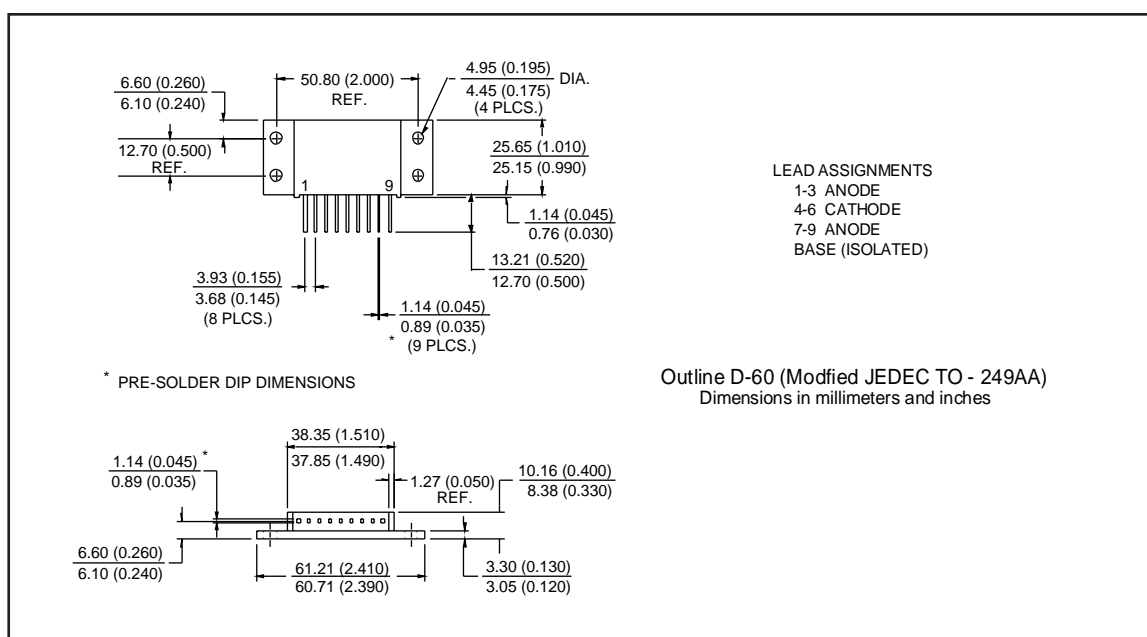 6.60 (0.260)
6.10 (0.240)
50.80 (2.000)
REF.
4.95 (0.195)
4.45 (0.175)
DIA.
(4 PLCS.)
12.70 (0.500)
REF.
25.65 (1.010)
25.15 (0.990)
1 9
1.14 (0.045)
0.76 (0.030)
13.21 (0.520)
12.70 (0.500)
3.93 (0.155)
3.68 (0.145)
(8 PLCS.)
1.14 (0.045)
0.89 (0.035)
* (9 PLCS.)
LEAD ASSIGNMENTS
1-3 ANODE
4-6 CATHODE
7-9 ANODE
BASE (ISOLATED)
* PRE-SOLDER DIP DIMENSIONS
Outline D-60 (Modfied JEDEC TO - 249AA)
Dimensions in millimeters and inches
38.35 (1.510)
37.85 (1.490)
1.14 (0.045) *
0.89 (0.035)
1.27 (0.050)
REF.
10.16 (0.400)
8.38 (0.330)
6.60 (0.260)
6.10 (0.240)
61.21 (2.410)
60.71 (2.390)
3.30 (0.130)
3.05 (0.120)